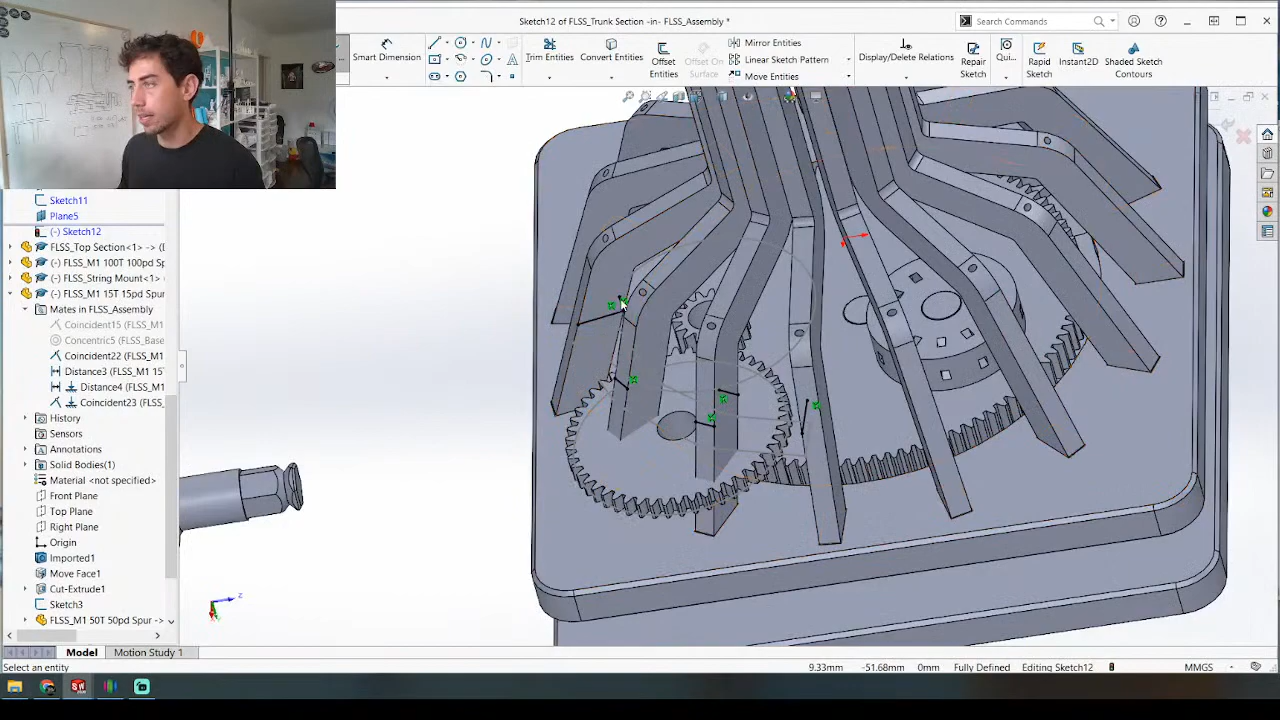 Sketch12 of FLSS_Trunk Section -in- FLSS_Assembly *
Search Commands
Smart Dimension
Trim Entities
Convert Entities
Offset Entities
Offset On Surface
Mirror Entities
Linear Sketch Pattern
Move Entities
Display/Delete Relations
Repair Sketch
Qui...
Rapid Sketch
Instant2D
Shaded Sketch Contours
Sketch11
Plane5
(-) Sketch12
FLSS_Top Section<1> -> (
(-) FLSS_M1 100T 100pd Sp
(-) FLSS_String Mount<1>
(-) FLSS_M1 15T 15pd Spur
Mates in FLSS_Assembly
Coincident15 (FLSS_M1
Concentric5 (FLSS_Base
Coincident22 (FLSS_M1
Distance3 (FLSS_M1
Distance4 (FLSS_
Coincident23 (FLSS_
History
Sensors
Annotations
Solid Bodies(1)
Material <not specified>
Front Plane
Top Plane
Right Plane
Origin
Imported1
Move Face1
Cut-Extrude1
Sketch3
FLSS_M1 50T 50pd Spur ->
z
Model
Motion Study 1
Select an entity
9.33mm
-51.68mm
0mm
Fully Defined
Editing Sketch12
MMGS